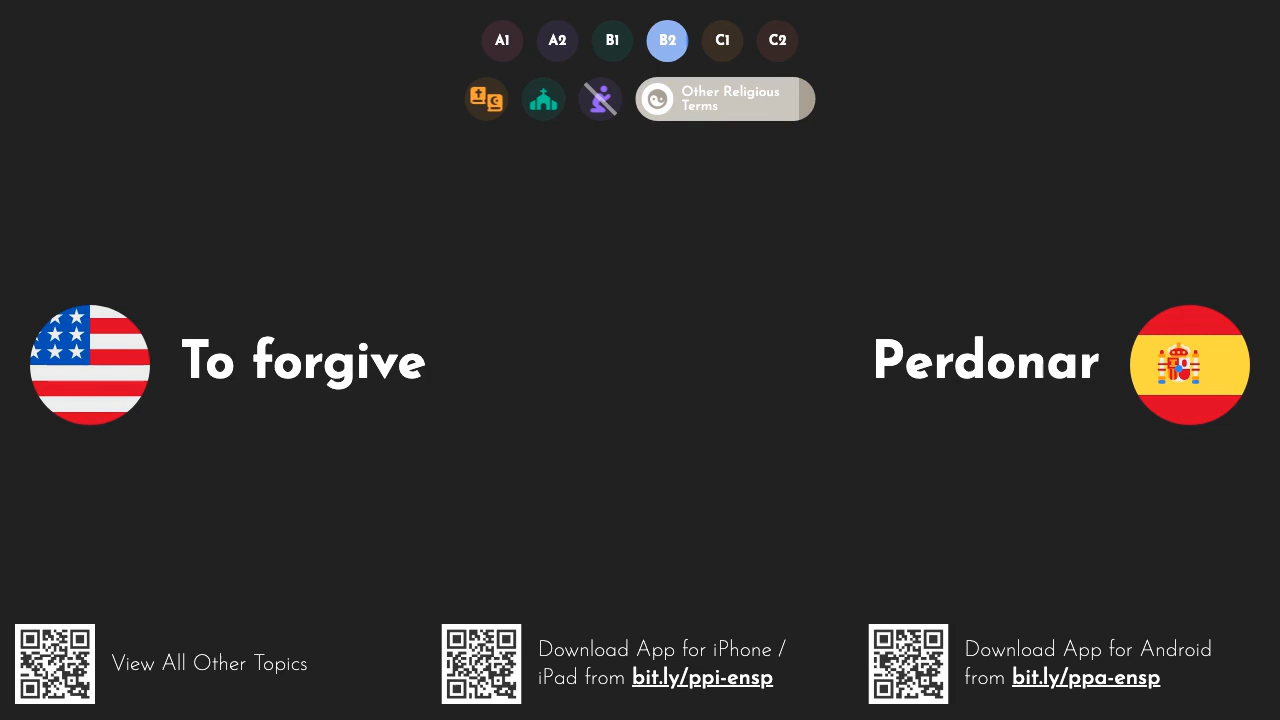 A1 A2 B1 B2 C1 C2
Other Religious
Terms
To forgive
Perdonar
View All Other Topics
Download App for iPhone /
iPad from bit.ly/ppi-ensp
Download App for Android
from bit.ly/ppa-ensp